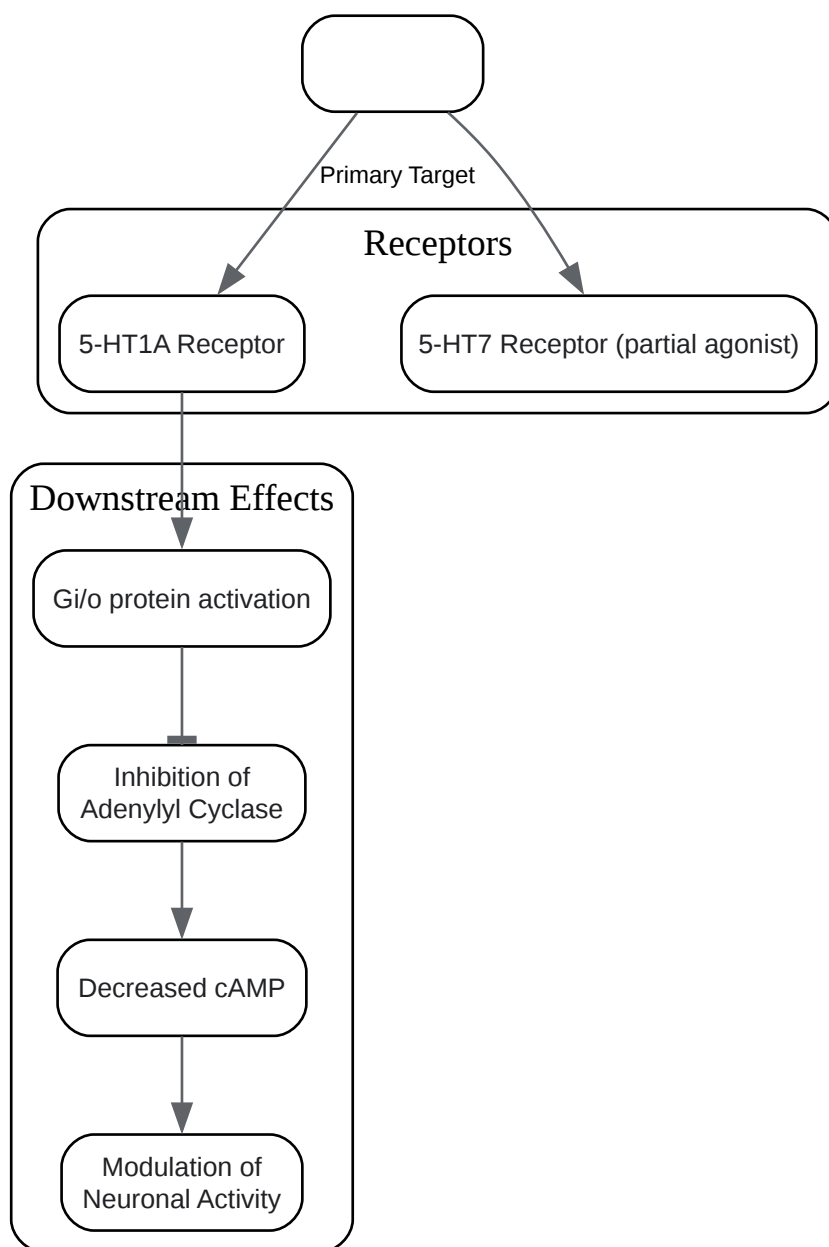 Primary Target
Receptors
5-HT1A Receptor
5-HT7 Receptor (partial agonist)
Downstream Effects
Gi/o protein activation
Inhibition of
Adenylyl Cyclase
Decreased cAMP
Modulation of
Neuronal Activity